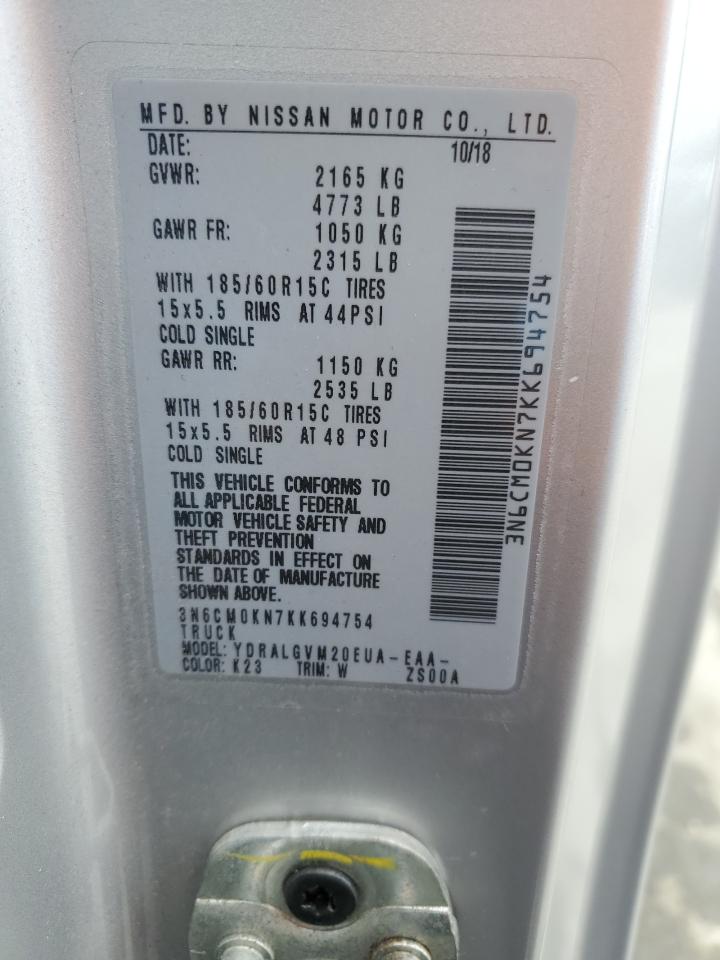 MFD. BY NISSAN MOTOR CO., LTD.
DATE: 10/18
GVWR: 2165 KG
4773 LB
GAWR FR: 1050 KG
2315 LB
WITH 185/60R15C TIRES
15x5.5 RIMS AT 44PSI
COLD SINGLE
GAWR RR: 1150 KG
2535 LB
WITH 185/60R15C TIRES
15x5.5 RIMS AT 48 PSI
COLD SINGLE
THIS VEHICLE CONFORMS TO
ALL APPLICABLE FEDERAL
MOTOR VEHICLE SAFETY AND
THEFT PREVENTION
STANDARDS IN EFFECT ON
THE DATE OF MANUFACTURE
SHOWN ABOVE.
3N6CM0KN7KK694754
TRUCK
MODEL: YDRALGVM20EUA-EAA-
COLOR: K23 TRIM: W ZS00A
3N6CM0KN7KK694754